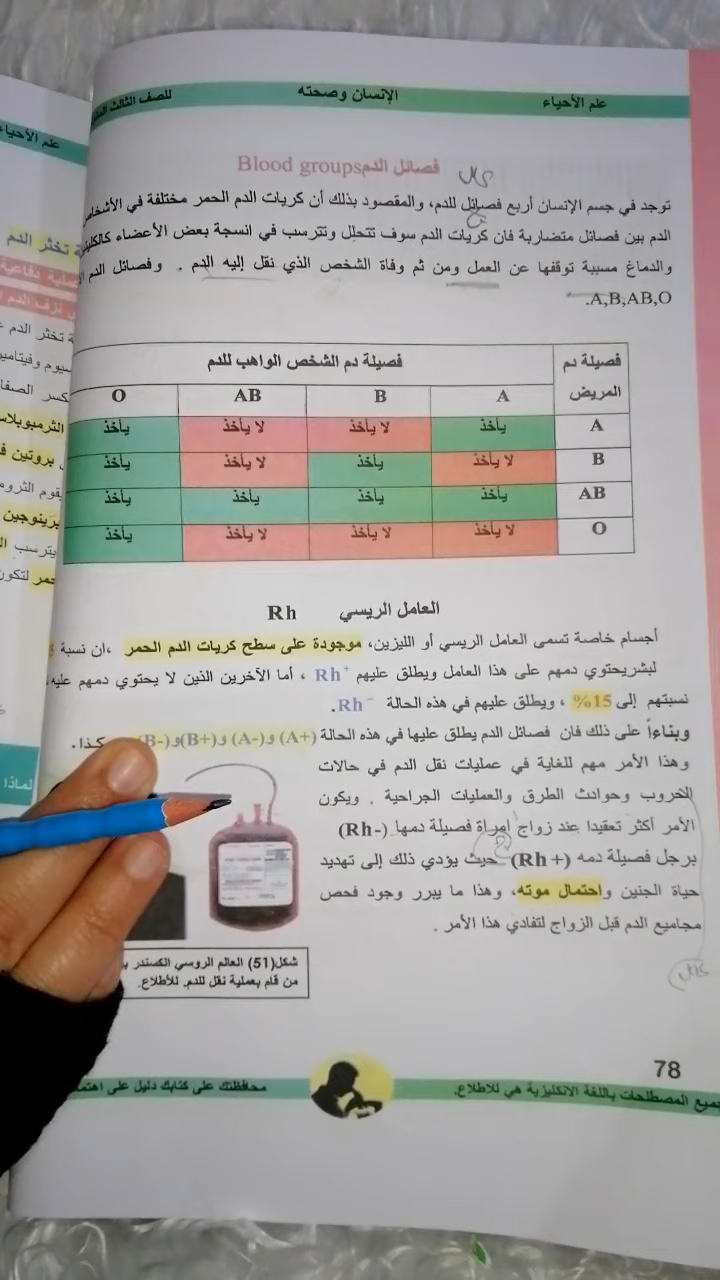 علم الأحياء
الإنسان وصحته
للصف الثالث
فصائل الدم Blood groups
توجد في جسم الإنسان أربع فصائل للدم، والمقصود بذلك أن كريات الدم الحمر مختلفة في الأشخاص
الدم بين فصائل متضاربة فان كريات الدم سوف تتحلل وتترسب في انسجة بعض الأعضاء
والدماغ مسببة توقفها عن العمل ومن ثم وفاة الشخص الذي نقل إليه الدم . وفصائل الدم
A,B,AB,O.
فصيلة دم المريض
فصيلة دم الشخص الواهب للدم
A B AB O
A يأخذ لا يأخذ لا يأخذ يأخذ
B لا يأخذ يأخذ لا يأخذ يأخذ
AB يأخذ يأخذ يأخذ يأخذ
O لا يأخذ لا يأخذ لا يأخذ يأخذ
العامل الريسي Rh
أجسام خاصة تسمى العامل الريسي أو الليزين، موجودة على سطح كريات الدم الحمر ،ان نسبة
لبشريحتوي دمهم على هذا العامل ويطلق عليهم Rh⁺ ، أما الآخرين الذين لا يحتوي دمهم عليه
نسبتهم إلى 15% ، ويطلق عليهم في هذه الحالة Rh⁻.
وبناءاً على ذلك فان فصائل الدم يطلق عليها في هذه الحالة (A+) و(A-) و(B+) و(B-) كذا.
وهذا الأمر مهم للغاية في عمليات نقل الدم في حالات
الحروب وحوادث الطرق والعمليات الجراحية . ويكون
الأمر أكثر تعقيدا عند زواج امرأة فصيلة دمها (Rh-)
برجل فصيلة دمه (Rh+) حيث يؤدي ذلك إلى تهديد
حياة الجنين واحتمال موته، وهذا ما يبرر وجود فحص
مجاميع الدم قبل الزواج لتفادي هذا الأمر .
شكل(51) العالم الروسي الكسندر
من قام بعملية نقل للدم. للأطلاع.
78
جميع المصطلحات باللغة الانكليزية هي للاطلاع.
محافظتك على كتابك دليل على
علم الأحياء
تخثر الدم
لماذا